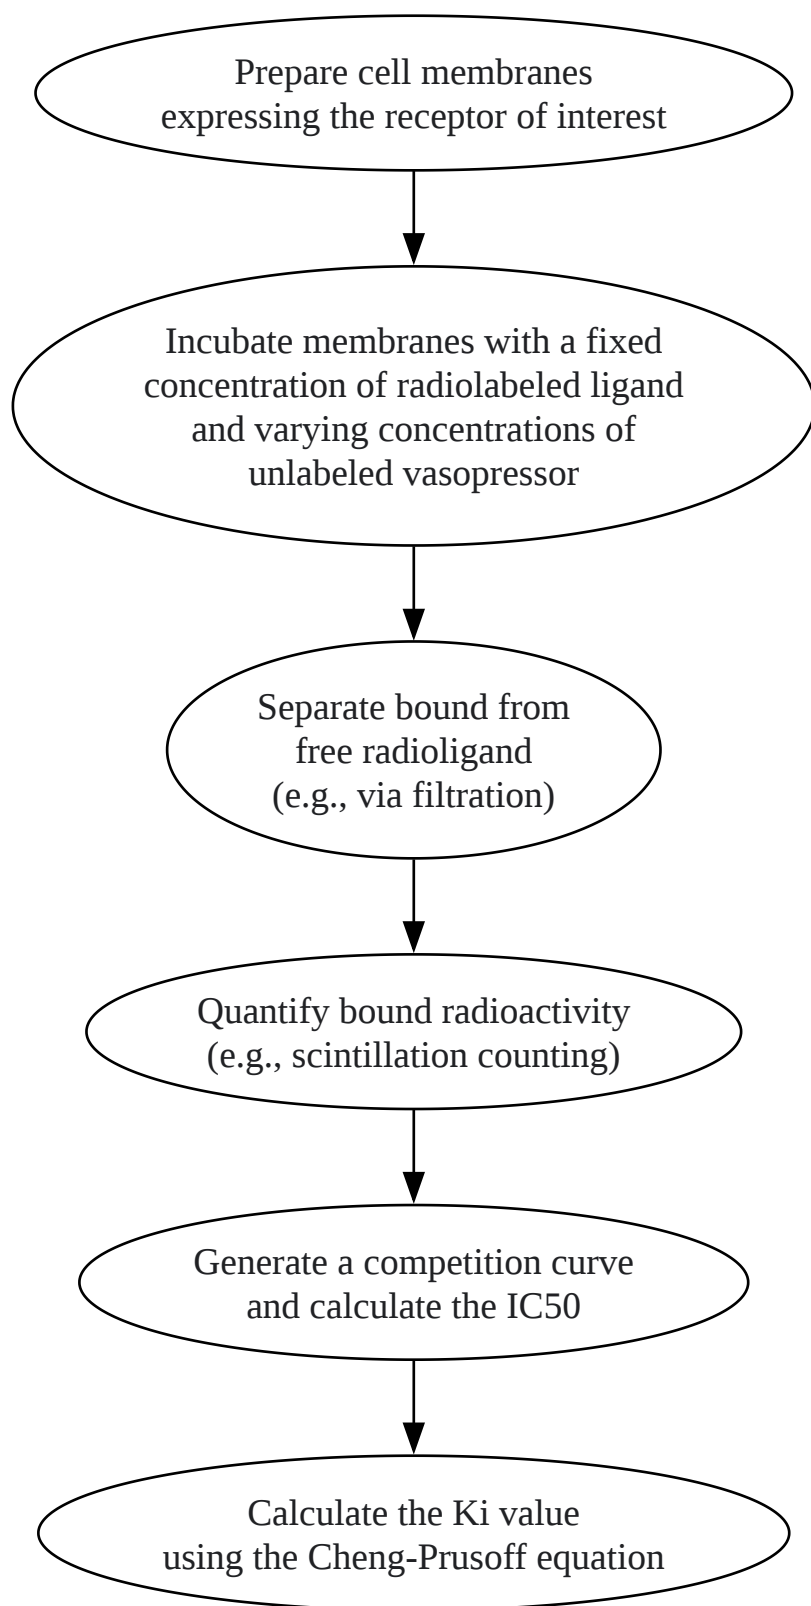 Prepare cell membranes
expressing the receptor of interest
Incubate membranes with a fixed
concentration of radiolabeled ligand
and varying concentrations of
unlabeled vasopressor
Separate bound from
free radioligand
(e.g., via filtration)
Quantify bound radioactivity
(e.g., scintillation counting)
Generate a competition curve
and calculate the IC50
Calculate the Ki value
using the Cheng-Prusoff equation